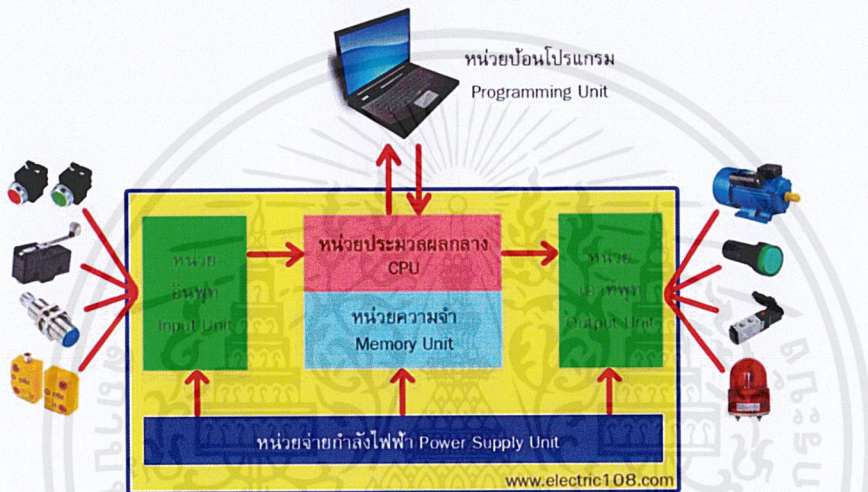 หน่วยป้อนโปรแกรม
Programming Unit
หน่วย
อินพุท
Input Unit
หน่วยประมวลผลกลาง
CPU
หน่วยความจำ
Memory Unit
หน่วย
เอาท์พุท
Output Unit
หน่วยจ่ายกำลังไฟฟ้า Power Supply Unit
www.electric108.com